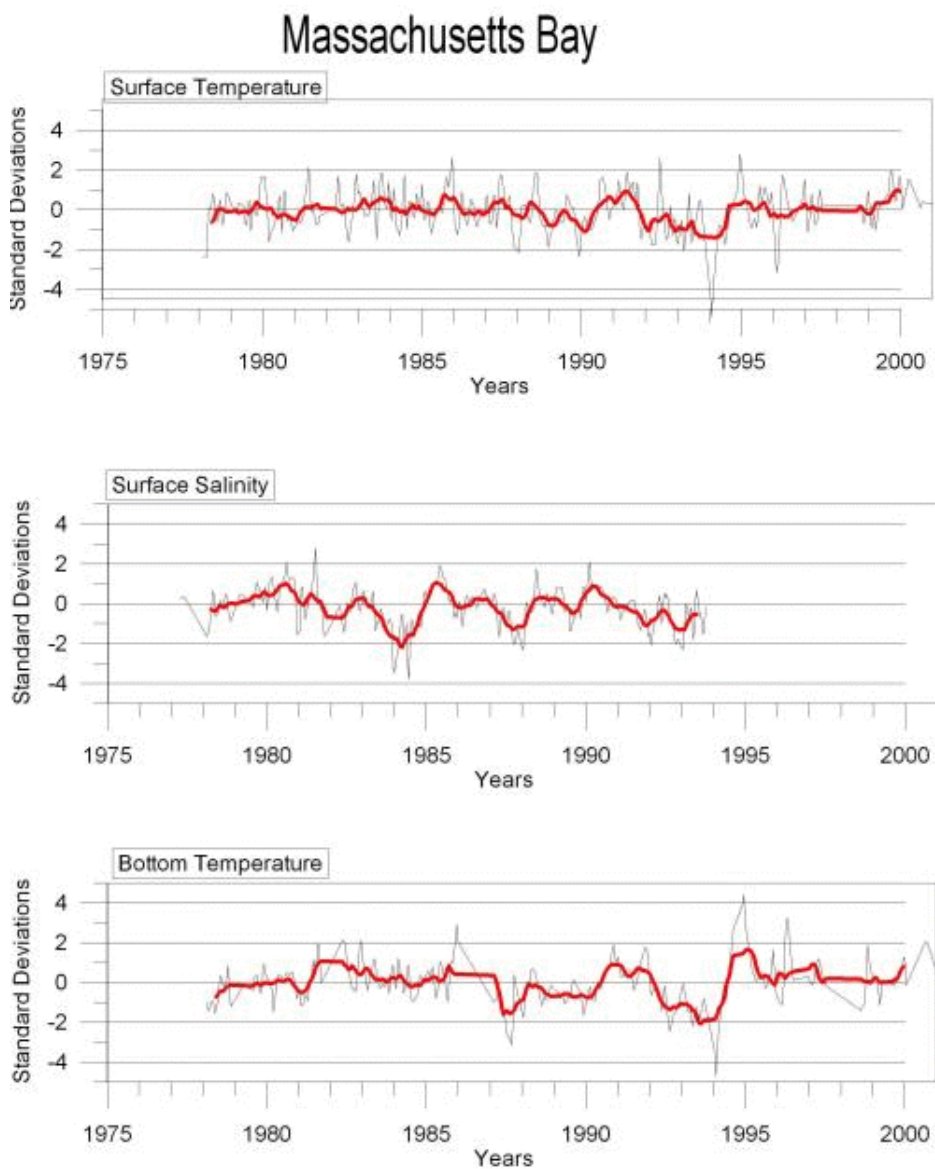 Massachusetts Bay
Surface Temperature
Standard Deviations
4
2
0
-2
-4
1975 1980 1985 1990 1995 2000
Years
Surface Salinity
Standard Deviations
4
2
0
-2
-4
1975 1980 1985 1990 1995 2000
Years
Bottom Temperature
Standard Deviations
4
2
0
-2
-4
1975 1980 1985 1990 1995 2000
Years